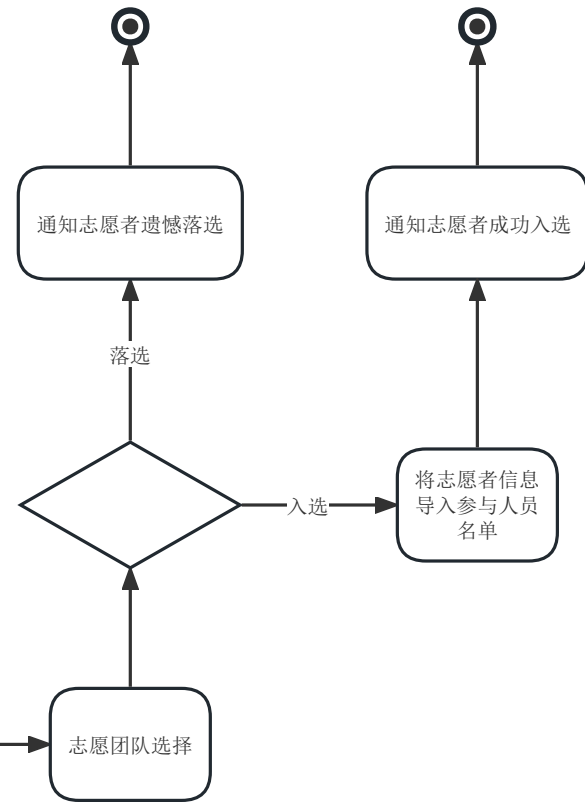 通知志愿者遗憾落选
通知志愿者成功入选
落选
入选
将志愿者信息
导入参与人员
名单
志愿团队选择